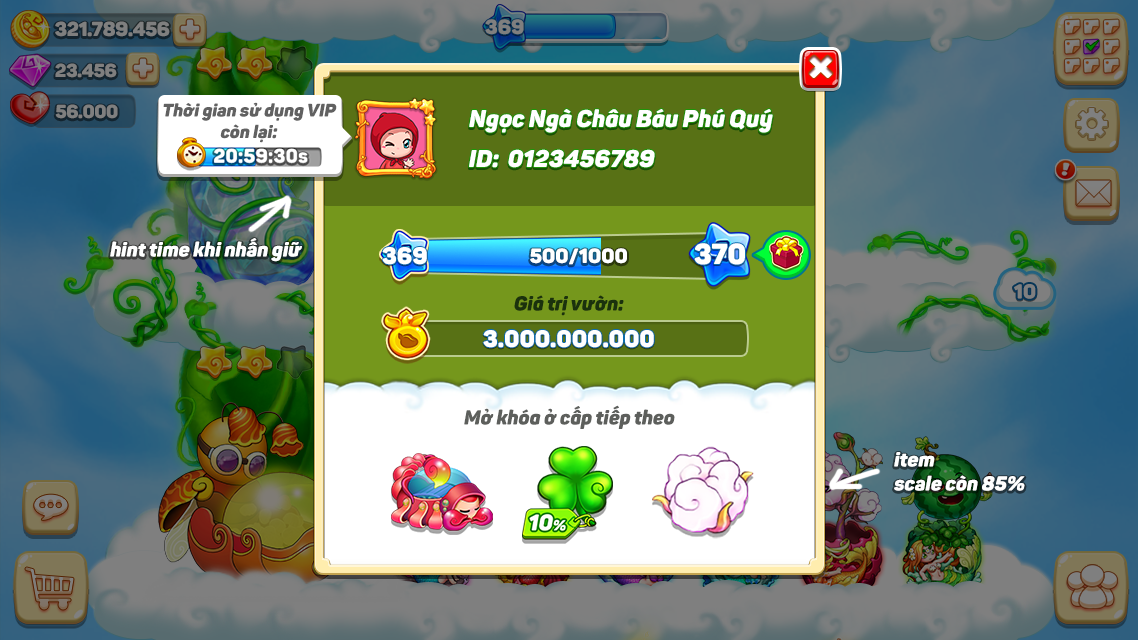 321.789.456
369
23.456
56.000
Thời gian sử dụng VIP
còn lại:
20:59:30s
Ngọc Ngà Châu Báu Phú Quý
ID: 0123456789
hint time khi nhấn giữ
369
500/1000
370
Giá trị vườn:
3.000.000.000
10
Mở khóa ở cấp tiếp theo
10%
item
scale còn 85%